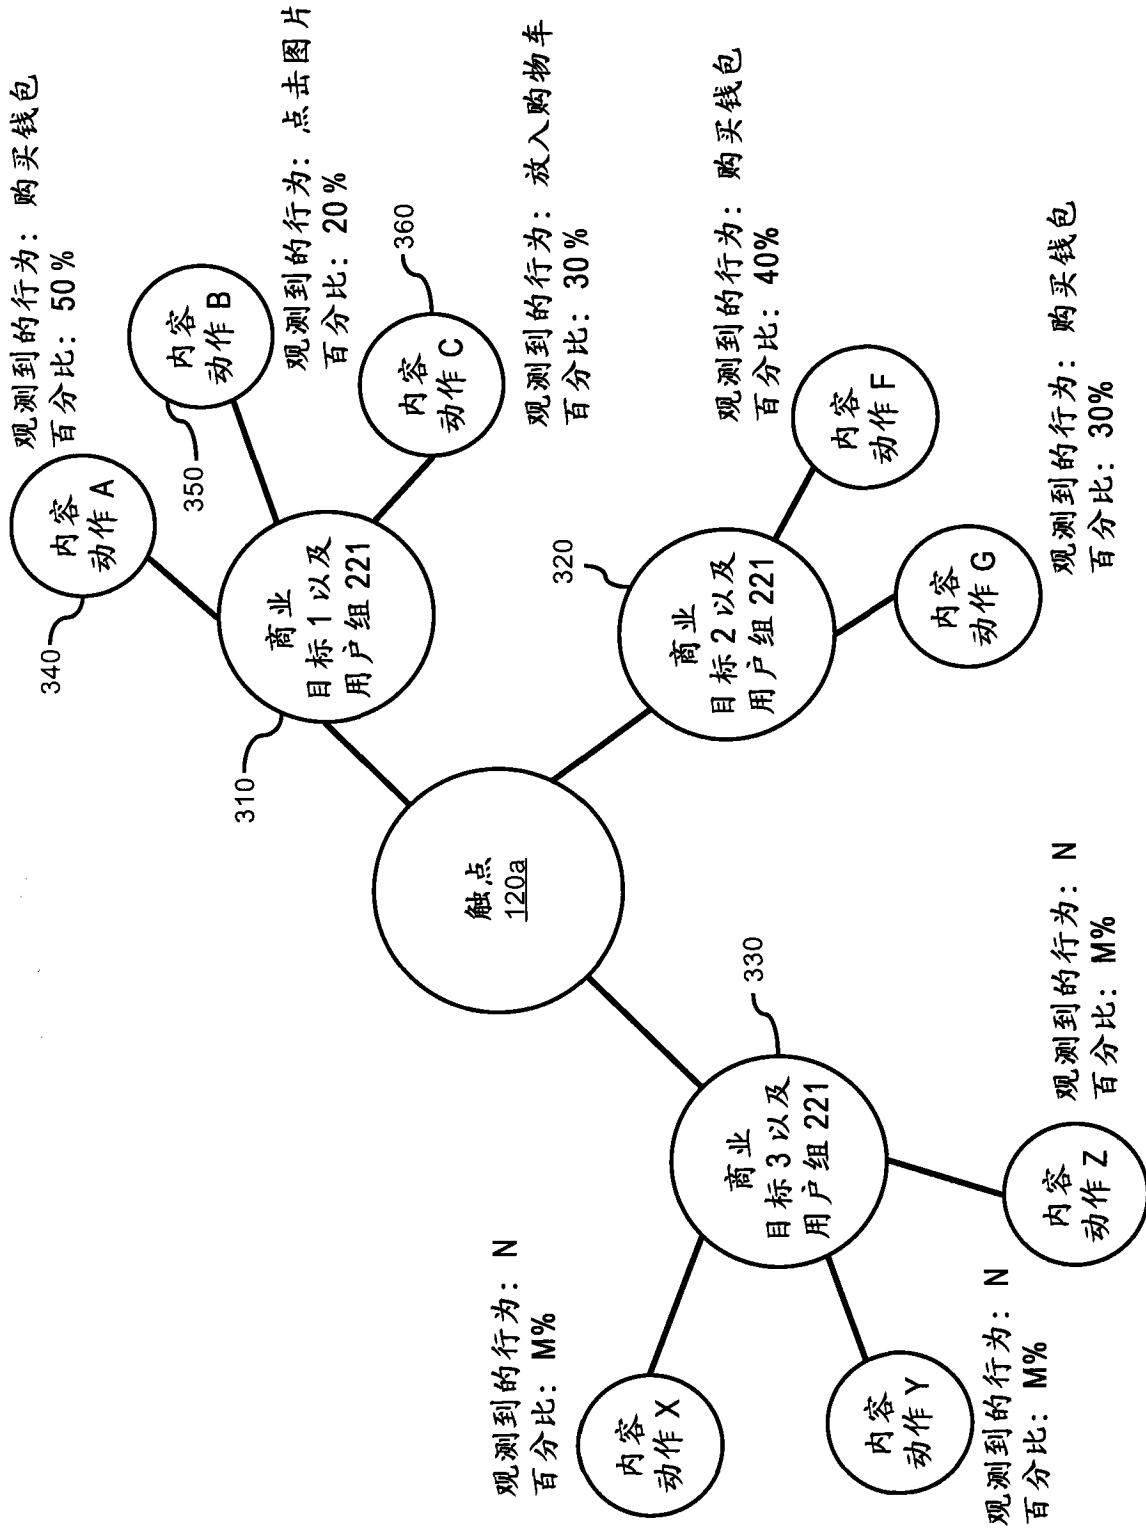 观测到的行为: N
百分比: M%
内容
动作 X
观测到的行为: N
百分比: M%
内容
动作 Y
观测到的行为: N
百分比: M%
内容
动作 Z
商业
目标 3 以及
用户组 221
330
触点
120a
310
商业
目标 1 以及
用户组 221
340
内容
动作 A
观测到的行为: 购买钱包
百分比: 50%
350
内容
动作 B
观测到的行为: 点击图片
百分比: 20%
360
内容
动作 C
观测到的行为: 放入购物车
百分比: 30%
320
商业
目标 2 以及
用户组 221
内容
动作 F
观测到的行为: 购买钱包
百分比: 40%
内容
动作 G
观测到的行为: 购买钱包
百分比: 30%